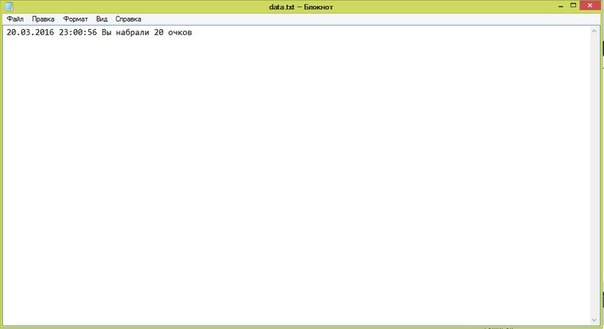 data.txt – Блокнот
Файл Правка Формат Вид Справка
20.03.2016 23:00:56 Вы набрали 20 очков